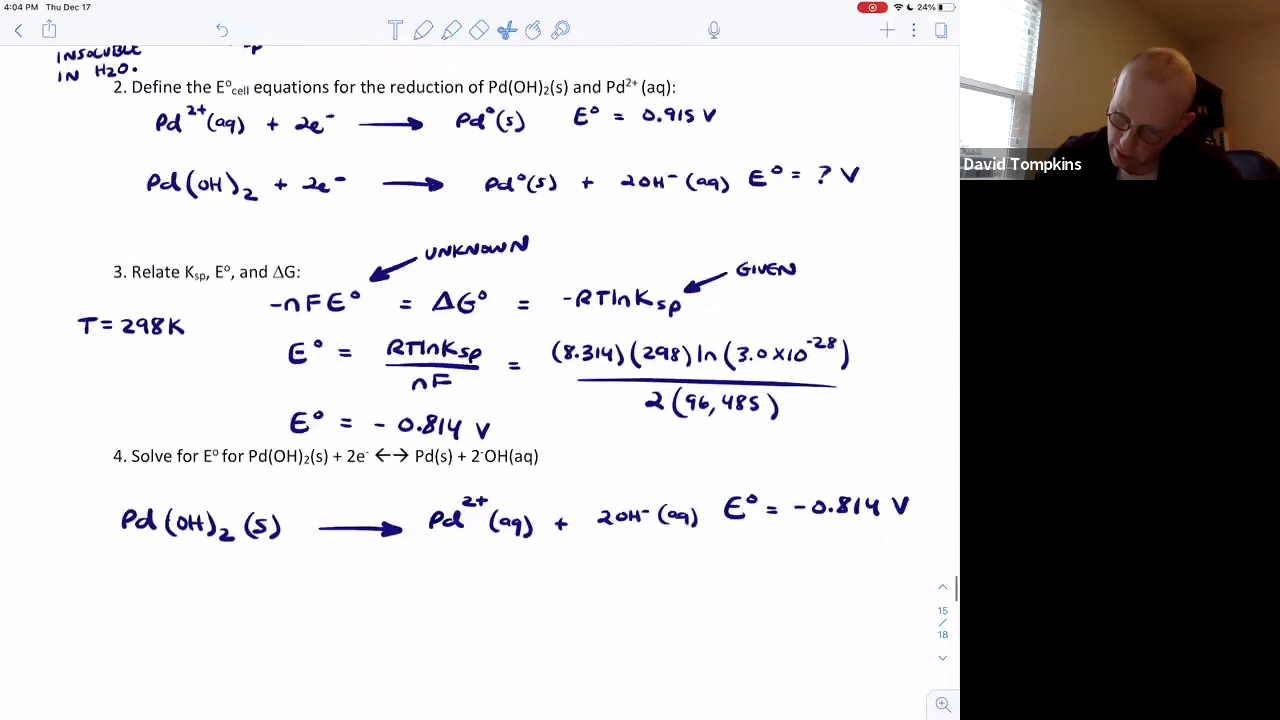 4:04 PM Thu Dec 17
24%
INSOLUBLE
IN H2O.
sp
2. Define the E°cell equations for the reduction of Pd(OH)₂(s) and Pd²⁺ (aq):
Pd²⁺(aq) + 2e⁻ ⟶ Pd°(s) E° = 0.915 V
Pd(OH)₂ + 2e⁻ ⟶ Pd°(s) + 2OH⁻(aq) E° = ? V
UNKNOWN
3. Relate Ksp, E°, and ΔG:
GIVEN
-nFE° = ΔG° = -RTlnKsp
T = 298K
E° = RTlnKsp / nF = (8.314)(298)ln(3.0×10⁻²⁸) / 2(96,485)
E° = -0.814 V
4. Solve for E° for Pd(OH)₂(s) + 2e⁻ ←→ Pd(s) + 2⁻OH(aq)
Pd(OH)₂(s) ⟶ Pd²⁺(aq) + 2OH⁻(aq) E° = -0.814 V
15
/
18
David Tompkins